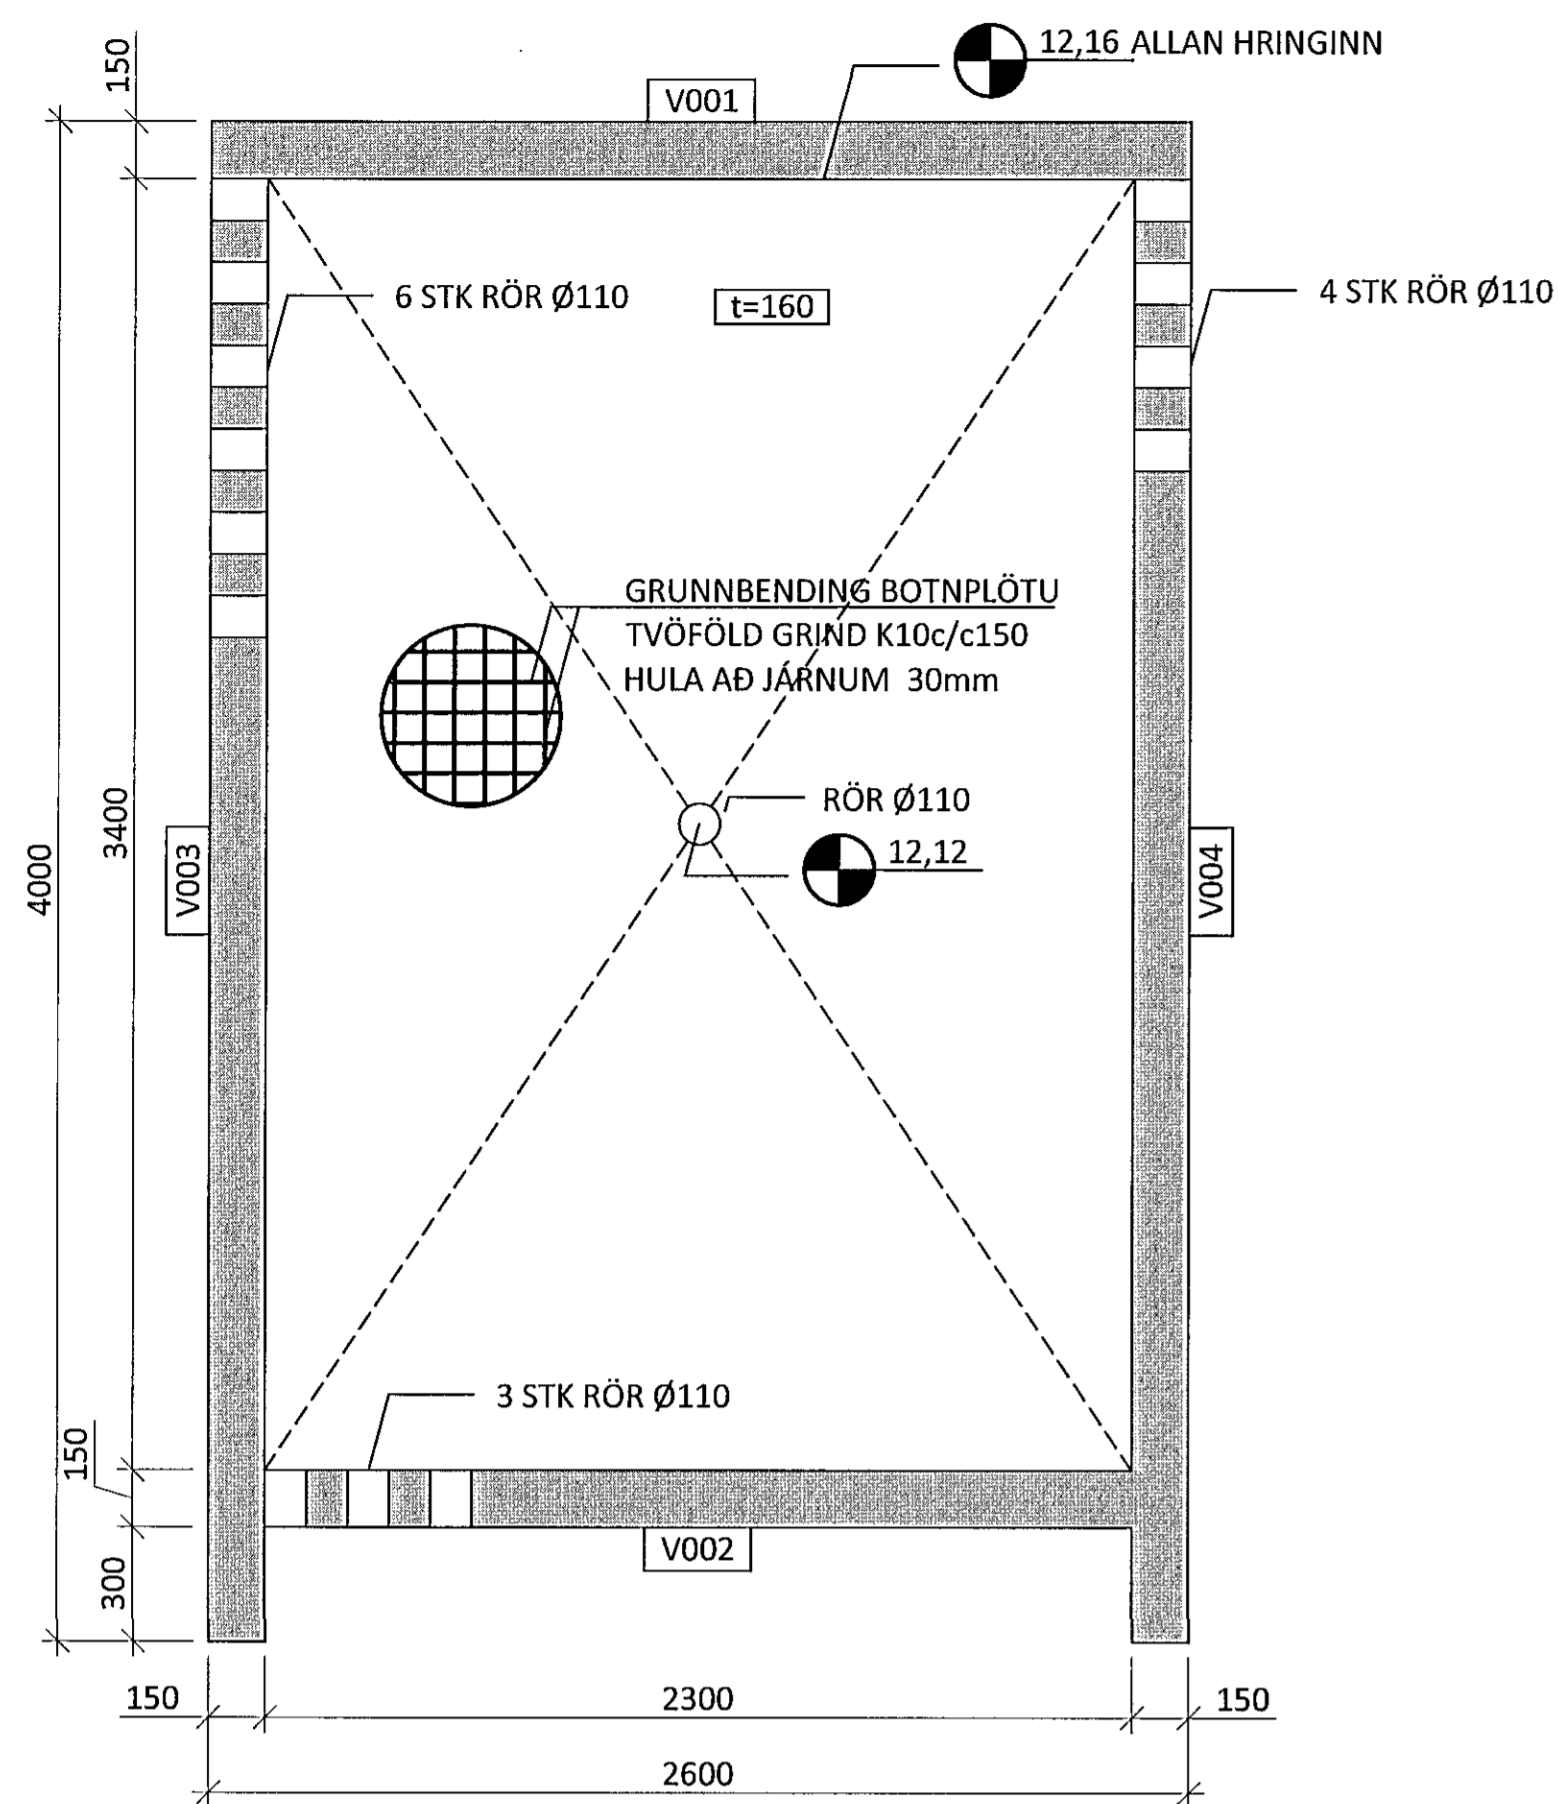 12,16 ALLAN HRINGINN
150
V001
6 STK RÖR Ø110
t=160
4 STK RÖR Ø110
GRUNNBENDING BOTNPLÖTU
TVÖFÖLD GRIND K10c/c150
HULA AÐ JÁRNUM 30mm
RÖR Ø110
12,12
4000
3400
V003
V004
3 STK RÖR Ø110
150
300
V002
150
2300
150
2600